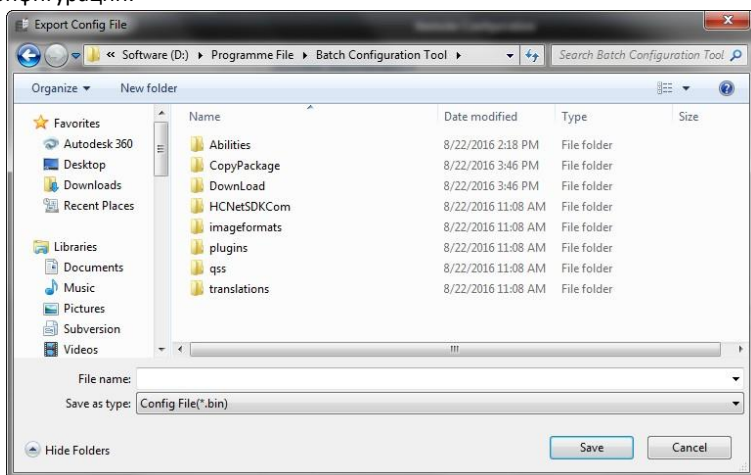 Export Config File
« Software (D:) ▸ Programme File ▸ Batch Configuration Tool ▸
Search Batch Configuration Tool
Organize ▾ New folder
Name Date modified Type Size
Favorites
Autodesk 360
Desktop
Downloads
Recent Places
Libraries
Documents
Music
Pictures
Subversion
Videos
Abilities 8/22/2016 2:18 PM File folder
CopyPackage 8/22/2016 3:46 PM File folder
DownLoad 8/22/2016 3:46 PM File folder
HCNetSDKCom 8/22/2016 11:08 AM File folder
imageformats 8/22/2016 11:08 AM File folder
plugins 8/22/2016 11:08 AM File folder
qss 8/22/2016 11:08 AM File folder
translations 8/22/2016 11:08 AM File folder
File name:
Save as type: Config File(*.bin)
Hide Folders Save Cancel